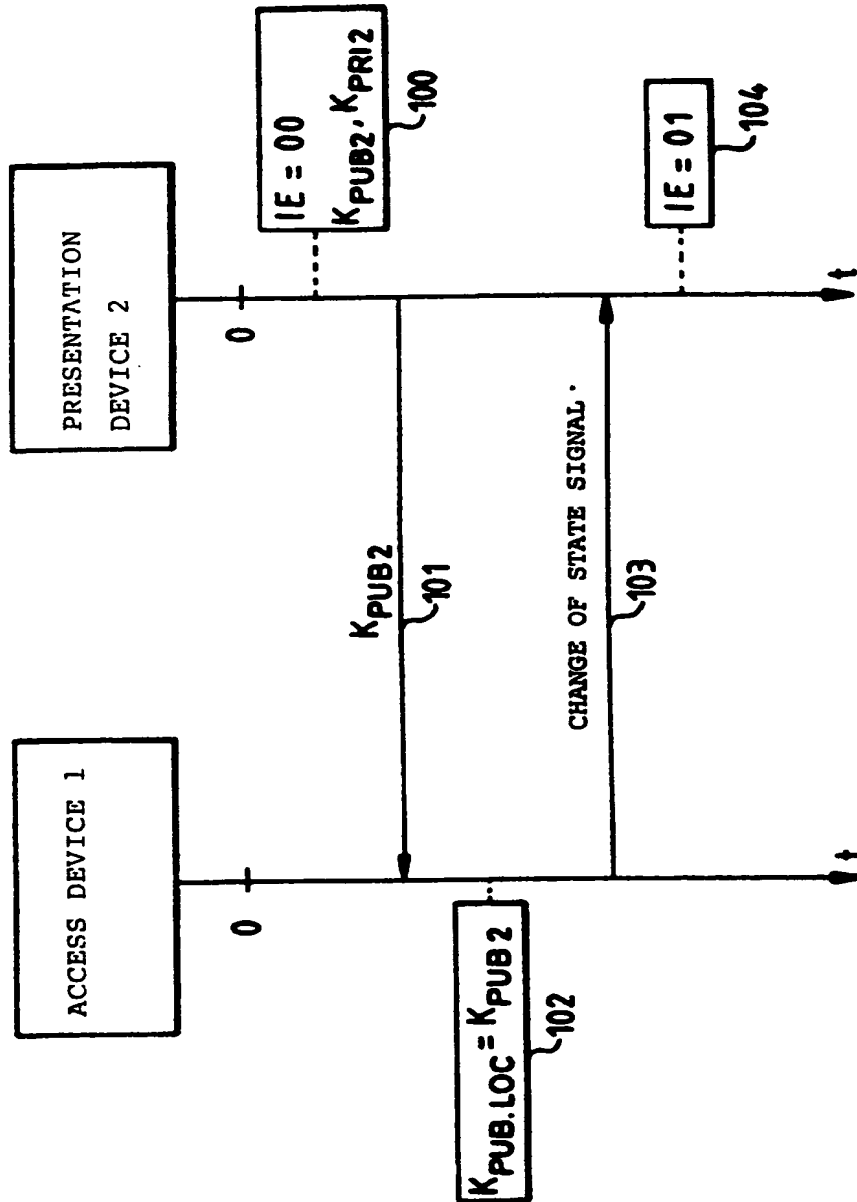 ACCESS DEVICE 1
PRESENTATION
DEVICE 2
0
0
IE = 00
KPUB2, KPRI2
100
KPUB2
101
KPUB.LOC = KPUB2
102
CHANGE OF STATE SIGNAL
103
IE = 01
104
t
t